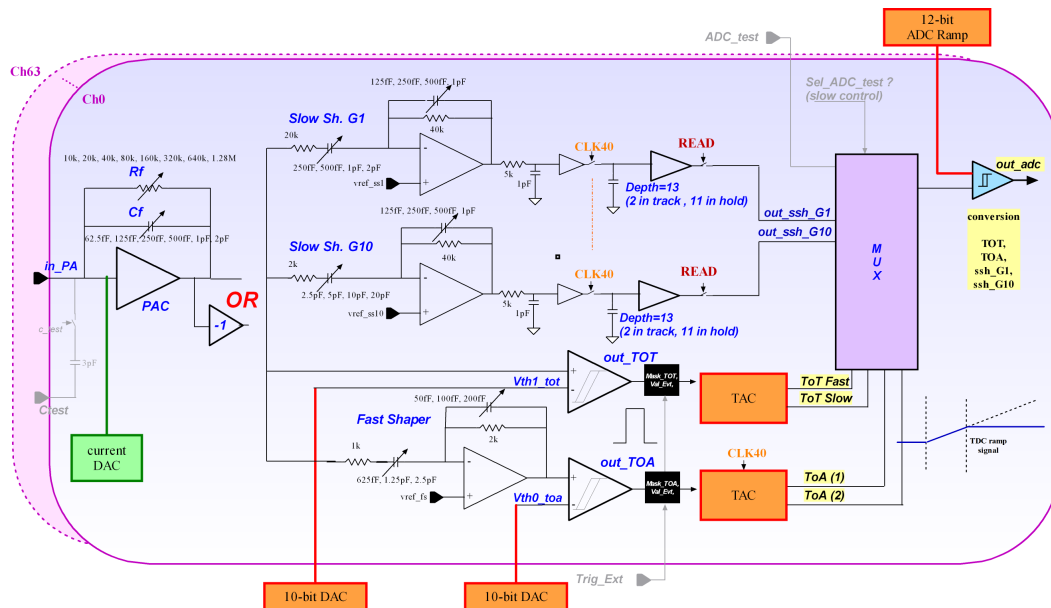 12-bit
ADC Ramp
ADC_test
Ch63
Ch0
Sel_ADC_test ?
(slow control)
125fF, 250fF, 500fF, 1pF
Slow Sh. G1
20k
40k
250fF, 500fF, 1pF, 2pF
vref_ss1
-
+
5k
1pF
CLK40
READ
Depth=13
(2 in track , 11 in hold)
out_ssh_G1
out_ssh_G10
10k, 20k, 40k, 80k, 160k, 320k, 640k, 1.28M
Rf
Cf
62.5fF, 125fF, 250fF, 500fF, 1pF, 2pF
in_PA
PAC
-1
OR
125fF, 250fF, 500fF, 1pF
Slow Sh. G10
2k
40k
2.5pF, 5pF, 10pF, 20pF
vref_ss10
-
+
5k
1pF
CLK40
READ
Depth=13
(2 in track, 11 in hold)
M
U
X
out_adc
conversion
TOT,
TOA,
ssh_G1,
ssh_G10
3pF
Ctest
current
DAC
out_TOT
Vth1_tot
+
-
Mask_TOT,
Val_Evt,
TAC
ToT Fast
ToT Slow
50fF, 100fF, 200fF
Fast Shaper
2k
1k
625fF, 1.25pF, 2.5pF
vref_fs
-
+
out_TOA
Vth0_toa
+
-
Mask_TOA,
Val_Evt,
CLK40
TAC
ToA (1)
ToA (2)
TDC ramp
signal
Trig_Ext
10-bit DAC
10-bit DAC